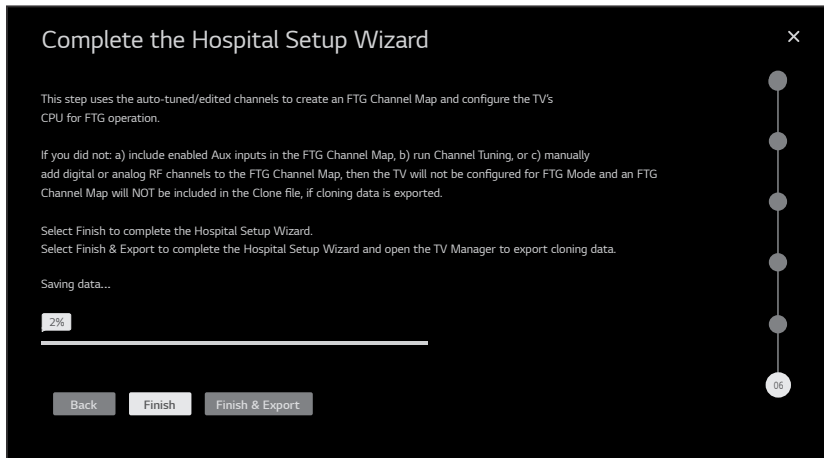 Complete the Hospital Setup Wizard
This step uses the auto-tuned/edited channels to create an FTG Channel Map and configure the TV's
CPU for FTG operation.
If you did not: a) include enabled Aux inputs in the FTG Channel Map, b) run Channel Tuning, or c) manually
add digital or analog RF channels to the FTG Channel Map, then the TV will not be configured for FTG Mode and an FTG
Channel Map will NOT be included in the Clone file, if cloning data is exported.
Select Finish to complete the Hospital Setup Wizard.
Select Finish & Export to complete the Hospital Setup Wizard and open the TV Manager to export cloning data.
Saving data...
2%
06
Back Finish Finish & Export